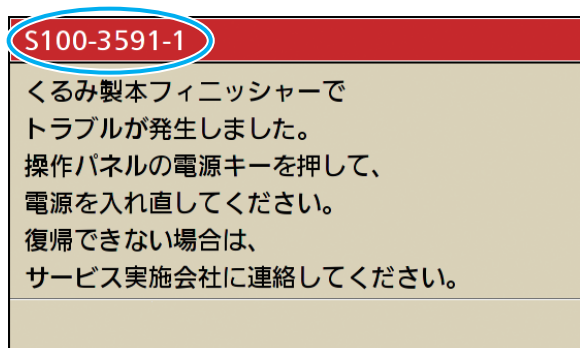 S100-3591-1
くるみ製本フィニッシャーで
トラブルが発生しました。
操作パネルの電源キーを押して、
電源を入れ直してください。
復帰できない場合は、
サービス実施会社に連絡してください。